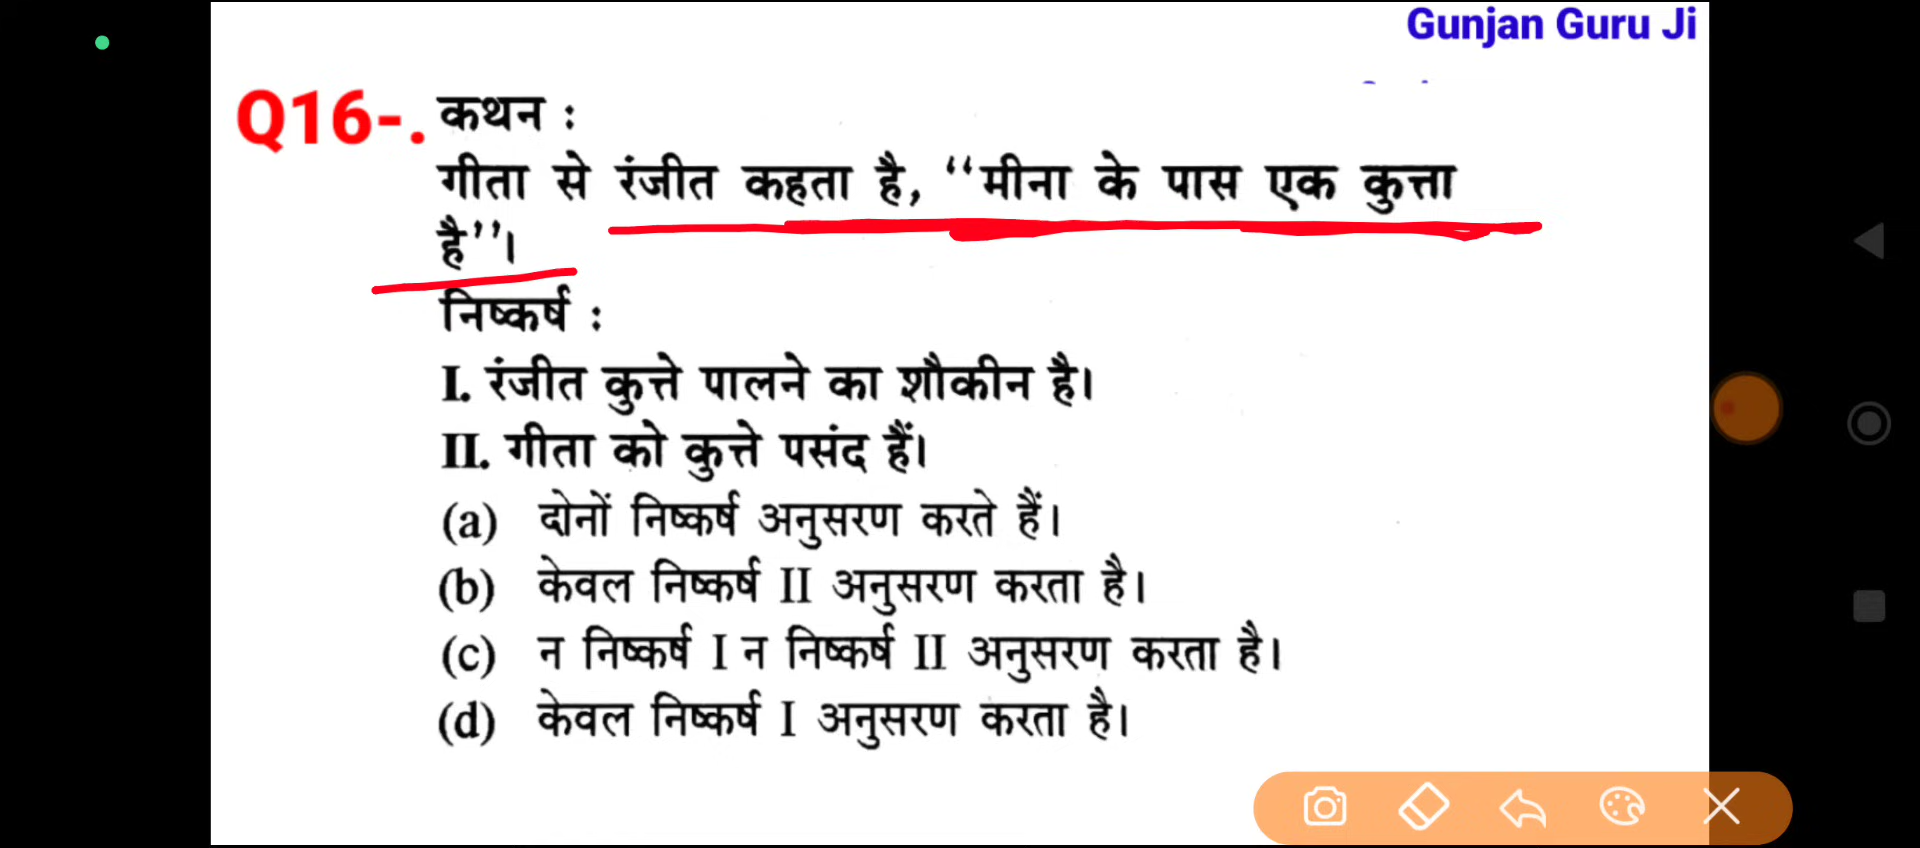 Gunjan Guru Ji
Q16-. कथन :
गीता से रंजीत कहता है, ‘‘मीना के पास एक कुत्ता
है’’।
निष्कर्ष :
I. रंजीत कुत्ते पालने का शौकीन है।
II. गीता को कुत्ते पसंद हैं।
(a) दोनों निष्कर्ष अनुसरण करते हैं।
(b) केवल निष्कर्ष II अनुसरण करता है।
(c) न निष्कर्ष I न निष्कर्ष II अनुसरण करता है।
(d) केवल निष्कर्ष I अनुसरण करता है।